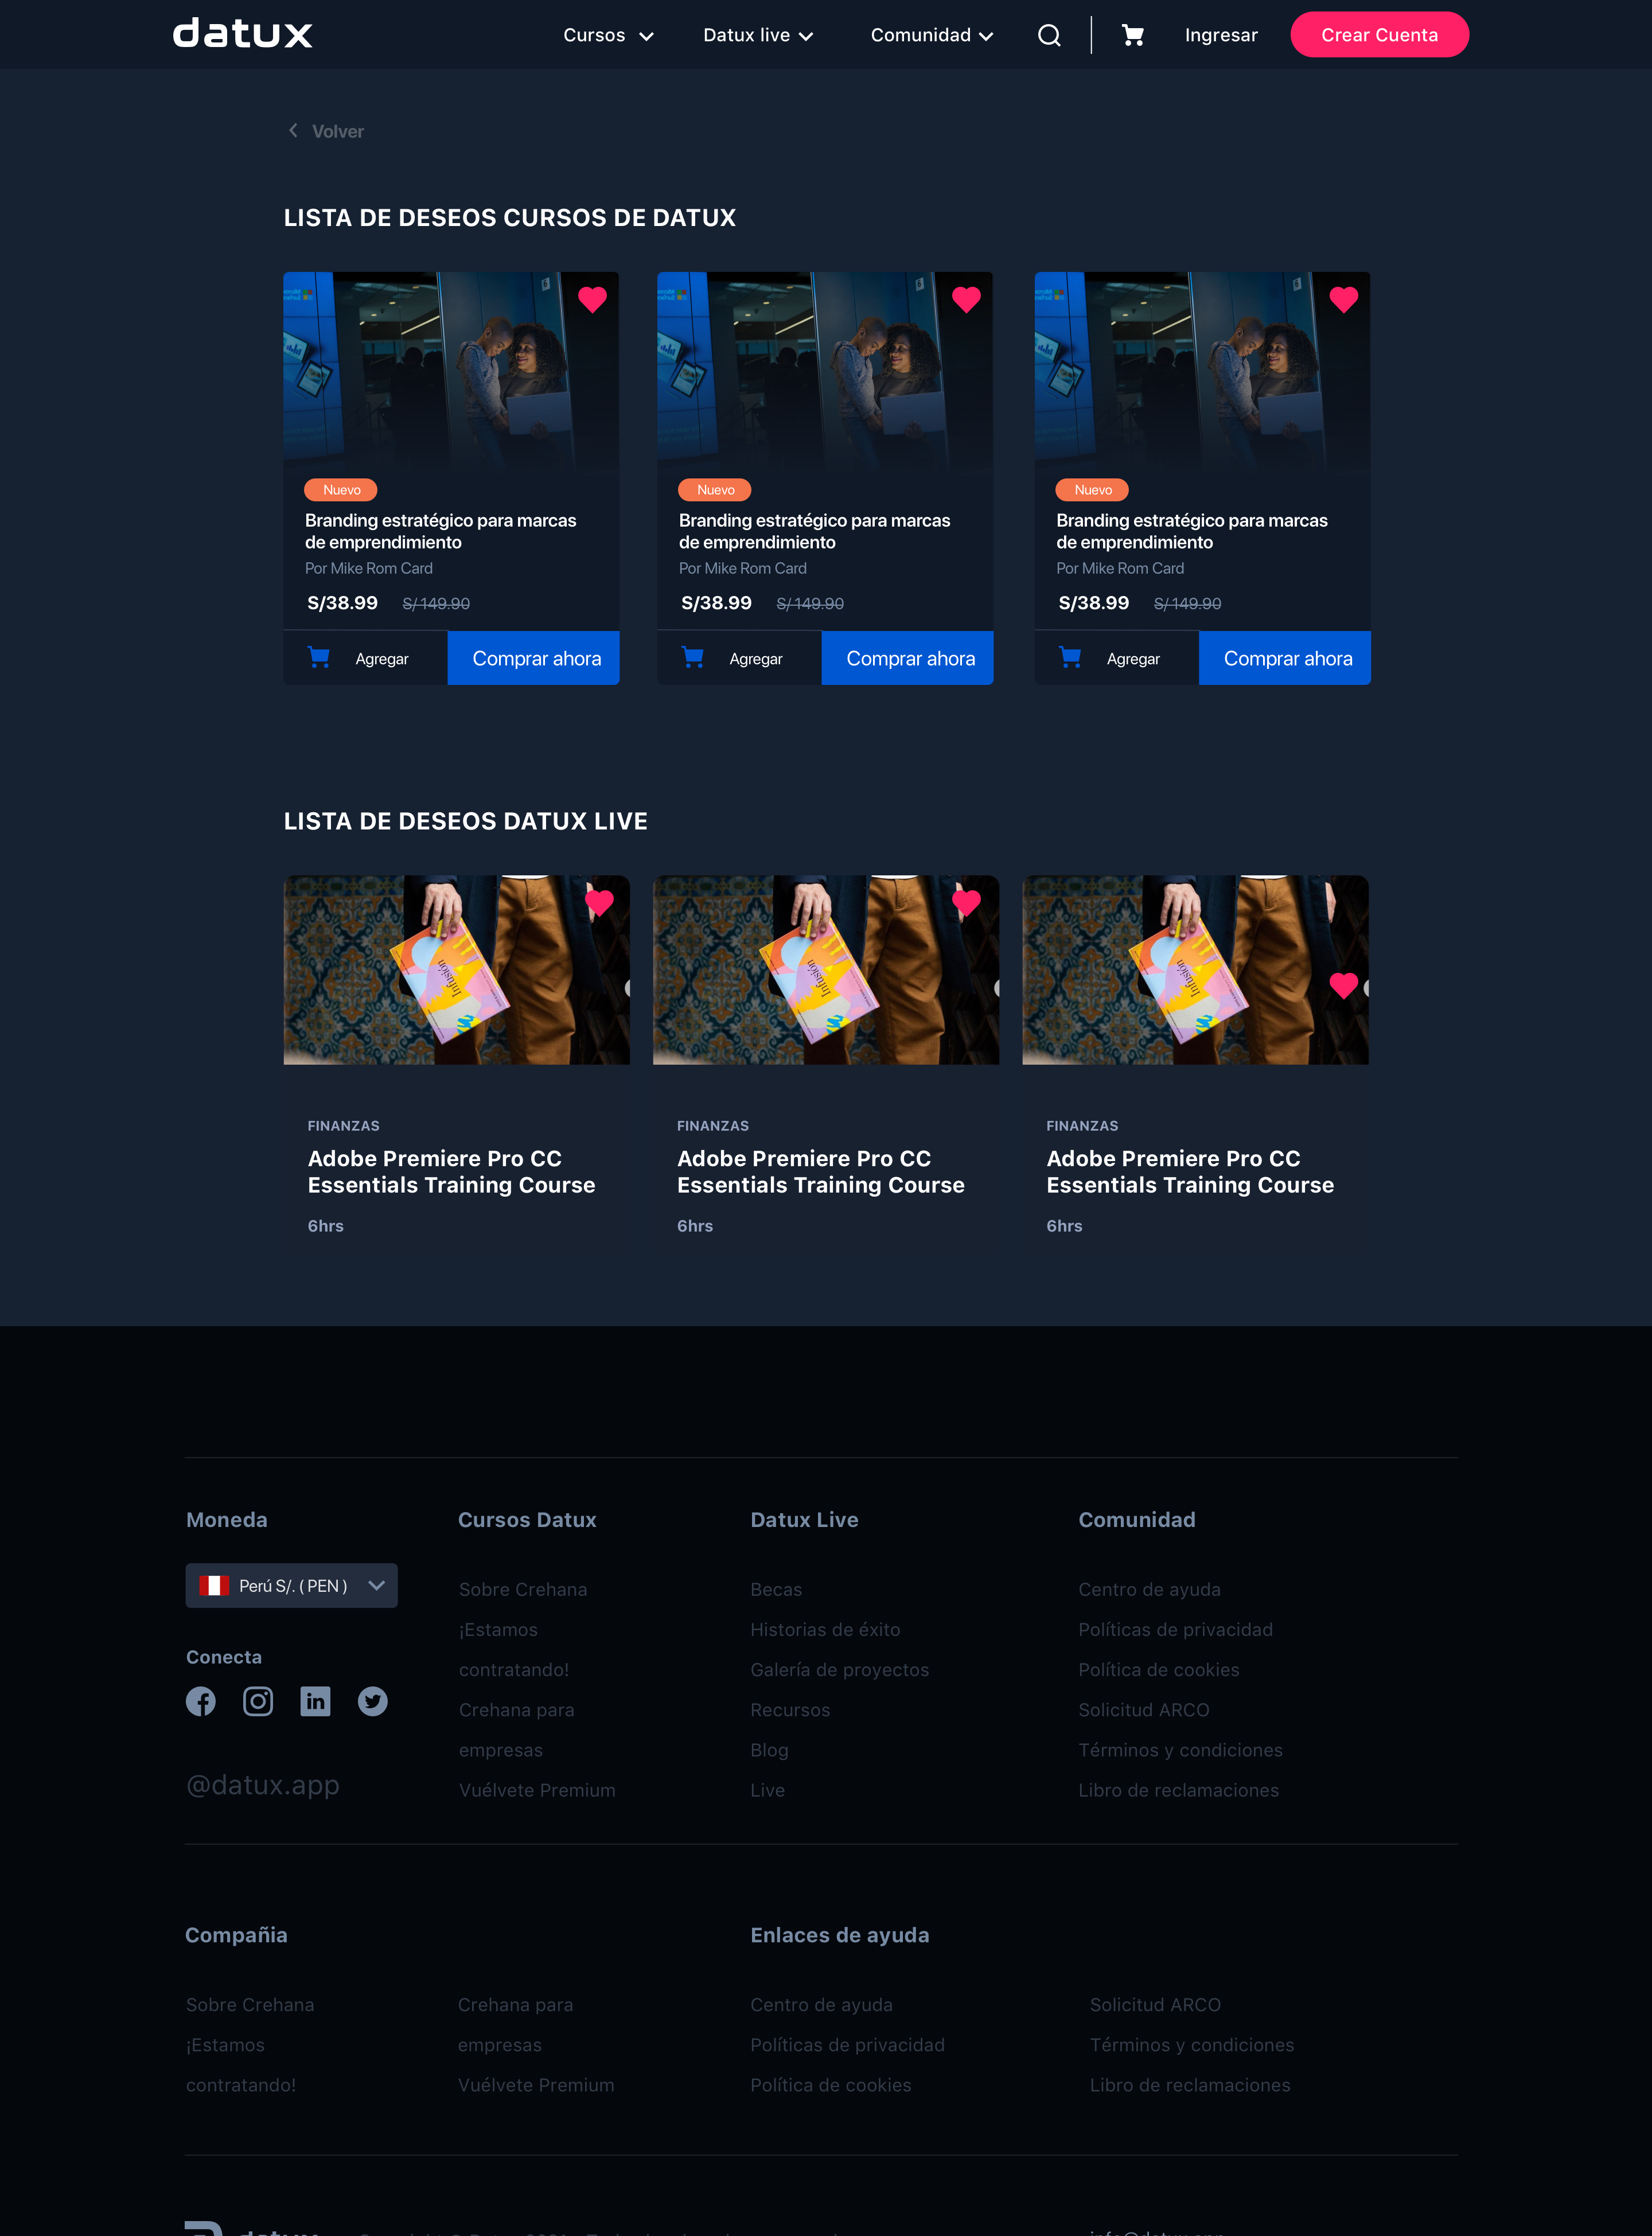 datux
Cursos
Datux live
Comunidad
Ingresar
Crear Cuenta
Volver
LISTA DE DESEOS CURSOS DE DATUX
Nuevo
Branding estratégico para marcas
de emprendimiento
Por Mike Rom Card
S/38.99 S/ 149.90
Agregar
Comprar ahora
Nuevo
Branding estratégico para marcas
de emprendimiento
Por Mike Rom Card
S/38.99 S/ 149.90
Agregar
Comprar ahora
Nuevo
Branding estratégico para marcas
de emprendimiento
Por Mike Rom Card
S/38.99 S/ 149.90
Agregar
Comprar ahora
LISTA DE DESEOS DATUX LIVE
Infusión
FINANZAS
Adobe Premiere Pro CC
Essentials Training Course
6hrs
Infusión
FINANZAS
Adobe Premiere Pro CC
Essentials Training Course
6hrs
Infusión
FINANZAS
Adobe Premiere Pro CC
Essentials Training Course
6hrs
Moneda
Perú S/. ( PEN )
Conecta
@datux.app
Cursos Datux
Sobre Crehana
¡Estamos
contratando!
Crehana para
empresas
Vuélvete Premium
Datux Live
Becas
Historias de éxito
Galería de proyectos
Recursos
Blog
Live
Comunidad
Centro de ayuda
Políticas de privacidad
Política de cookies
Solicitud ARCO
Términos y condiciones
Libro de reclamaciones
Compañia
Sobre Crehana
¡Estamos
contratando!
Crehana para
empresas
Vuélvete Premium
Enlaces de ayuda
Centro de ayuda
Políticas de privacidad
Política de cookies
Solicitud ARCO
Términos y condiciones
Libro de reclamaciones